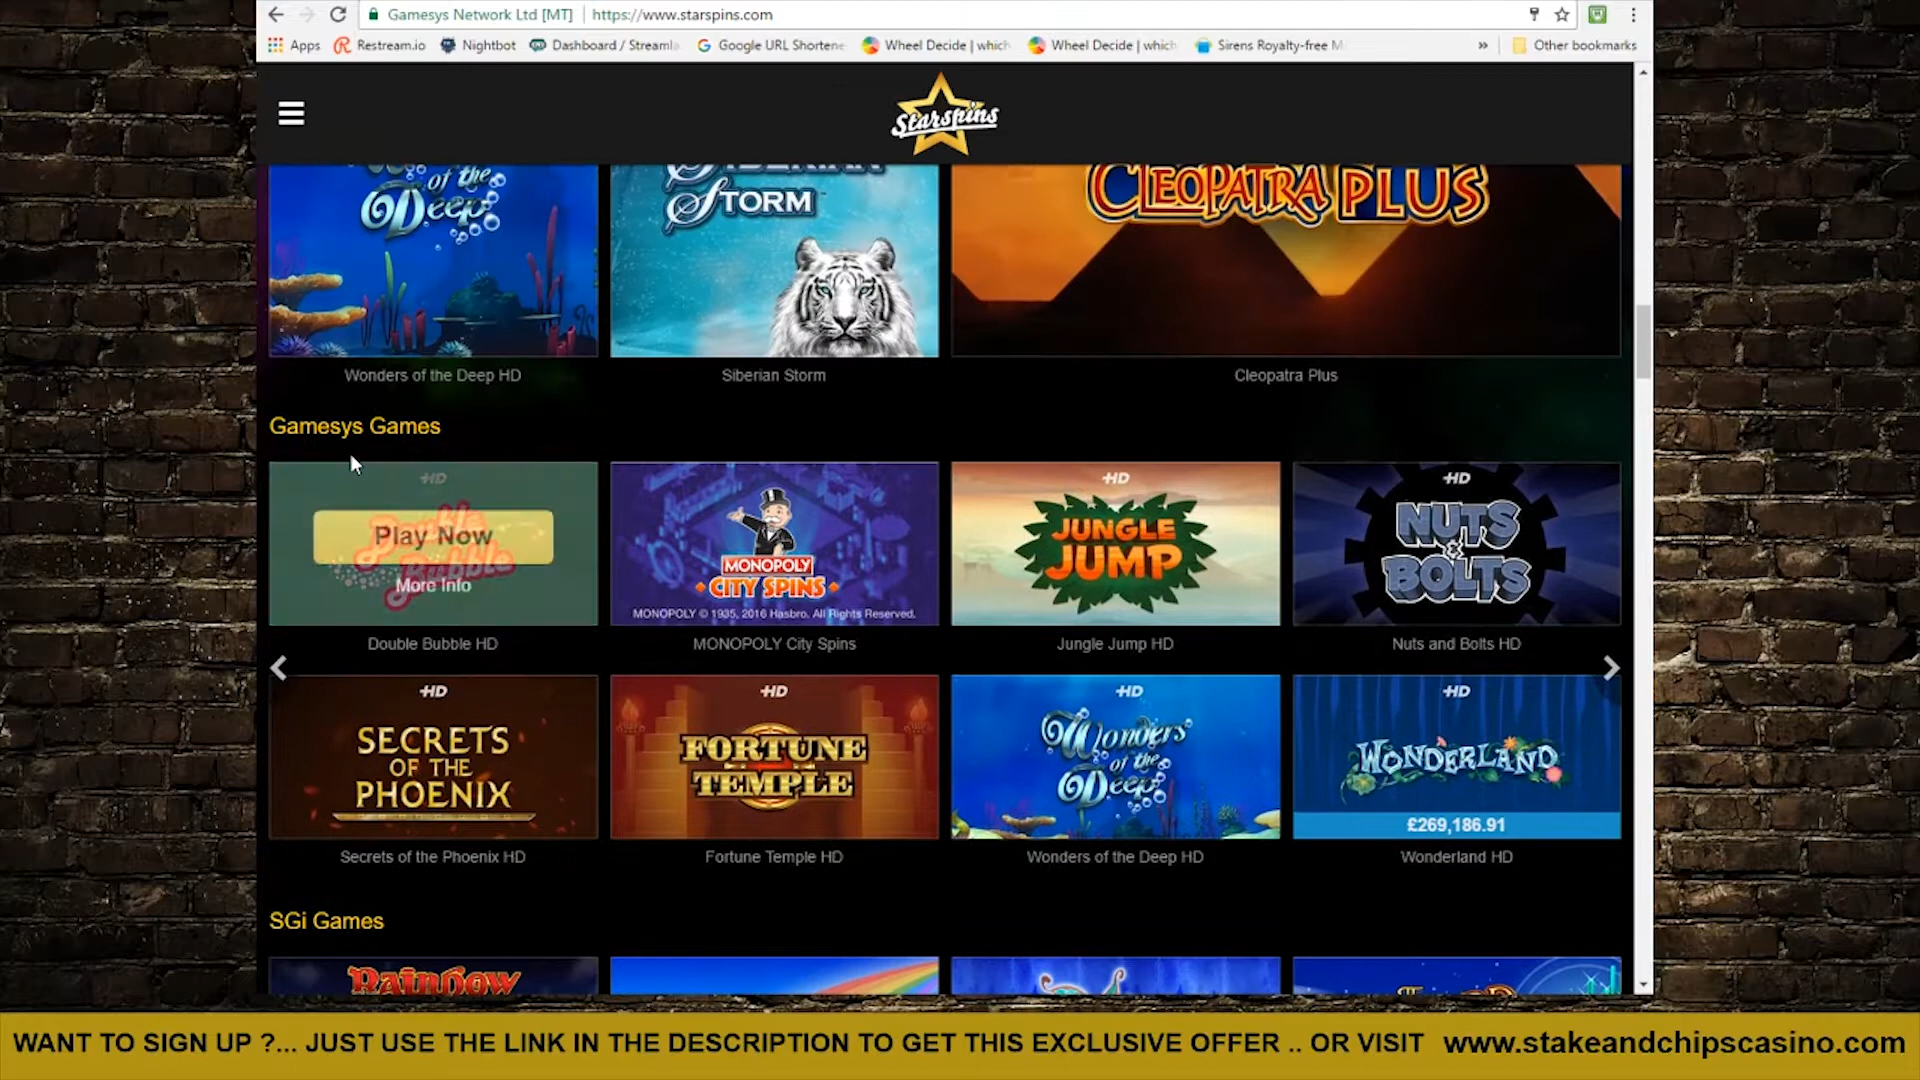 Gamesys Network Ltd [MT] https://www.starspins.com
Apps Restream.io Nightbot Dashboard / Streamla Google URL Shortene Wheel Decide | which Wheel Decide | which Sirens Royalty-free M » Other bookmarks
Starspins
of the
Deep
STORM
CLEOPATRA PLUS
Wonders of the Deep HD
Siberian Storm
Cleopatra Plus
Gamesys Games
HD
Double
Bubble
Play Now
More Info
MONOPOLY
CITY SPINS
MONOPOLY © 1935, 2016 Hasbro. All Rights Reserved.
HD
JUNGLE
JUMP
HD
NUTS
&
BOLTS
Double Bubble HD
MONOPOLY City Spins
Jungle Jump HD
Nuts and Bolts HD
HD
SECRETS
OF THE
PHOENIX
HD
FORTUNE
TEMPLE
HD
Wonders
of the
Deep
HD
WONDERLAND
£269,186.91
Secrets of the Phoenix HD
Fortune Temple HD
Wonders of the Deep HD
Wonderland HD
SGi Games
RAINBOW
WANT TO SIGN UP ?... JUST USE THE LINK IN THE DESCRIPTION TO GET THIS EXCLUSIVE OFFER .. OR VISIT www.stakeandchipscasino.com